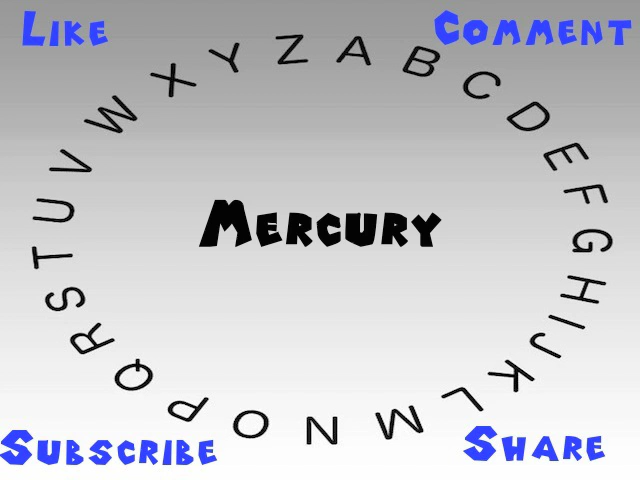 Like
Comment
A B C D E F G H I J K L M N O P Q R S T U V W X Y Z
Mercury
Subscribe
Share